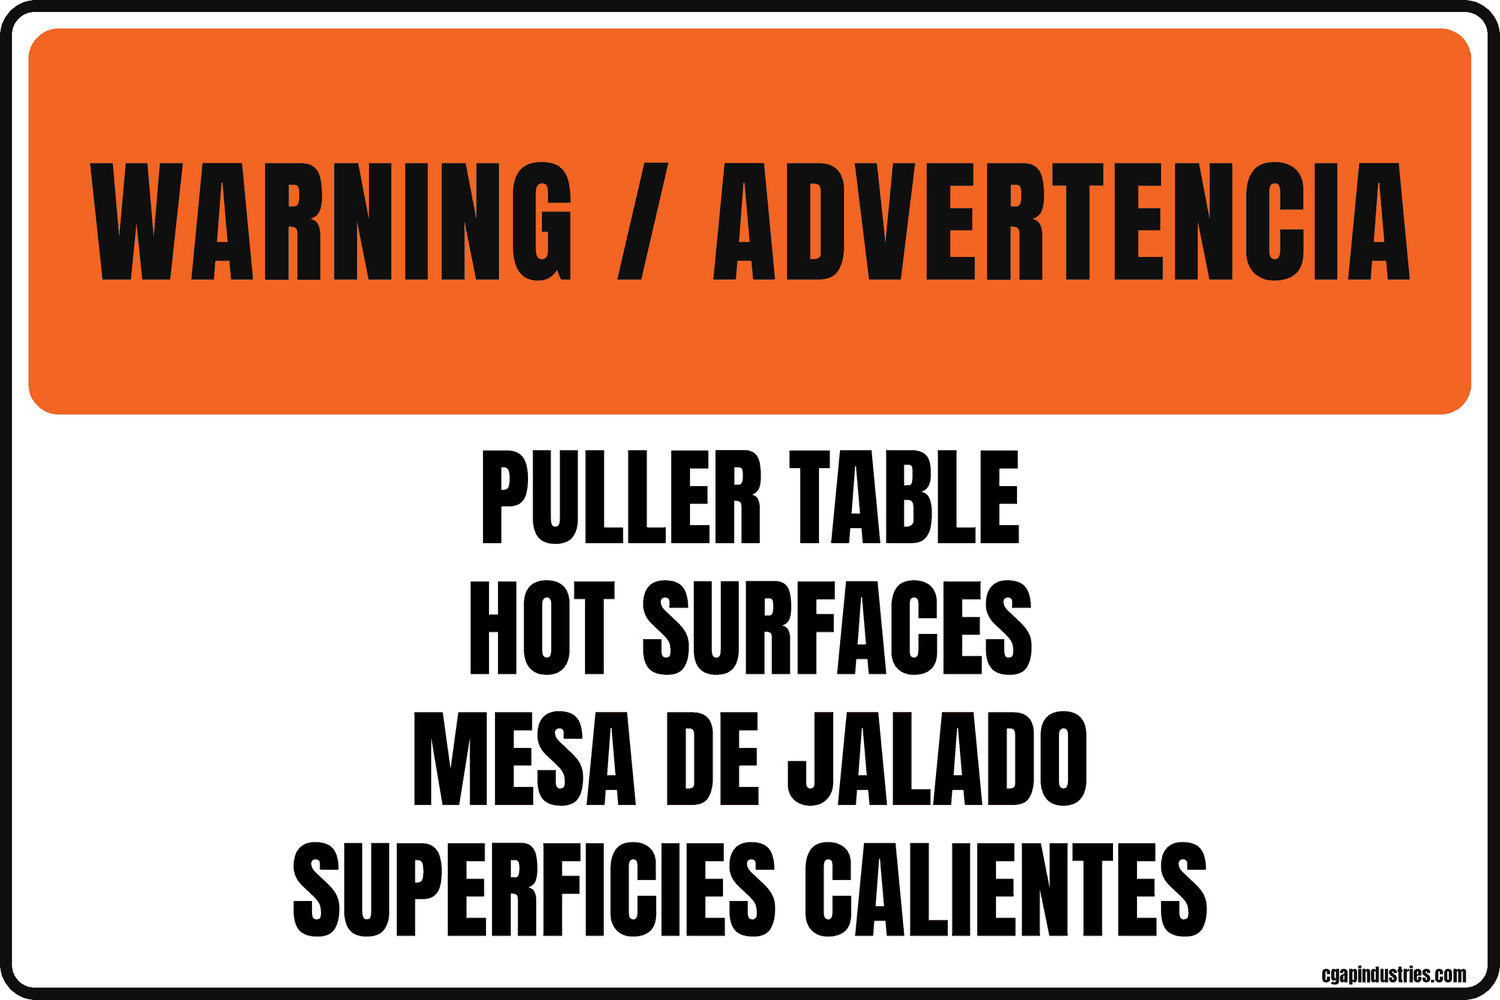 WARNING / ADVERTENCIA
PULLER TABLE
HOT SURFACES
MESA DE JALADO
SUPERFICIES CALIENTES
cgapindustries.com